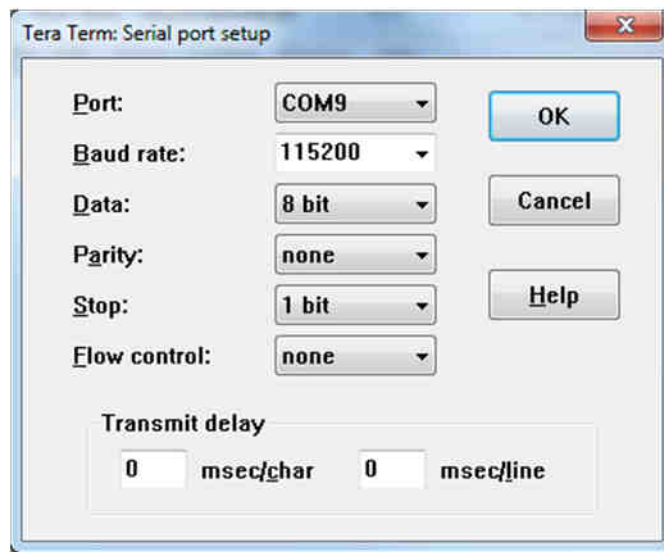 Tera Term: Serial port setup
Port: COM9
OK
Baud rate: 115200
Data: 8 bit
Cancel
Parity: none
Stop: 1 bit
Help
Flow control: none
Transmit delay
0 msec/char 0 msec/line